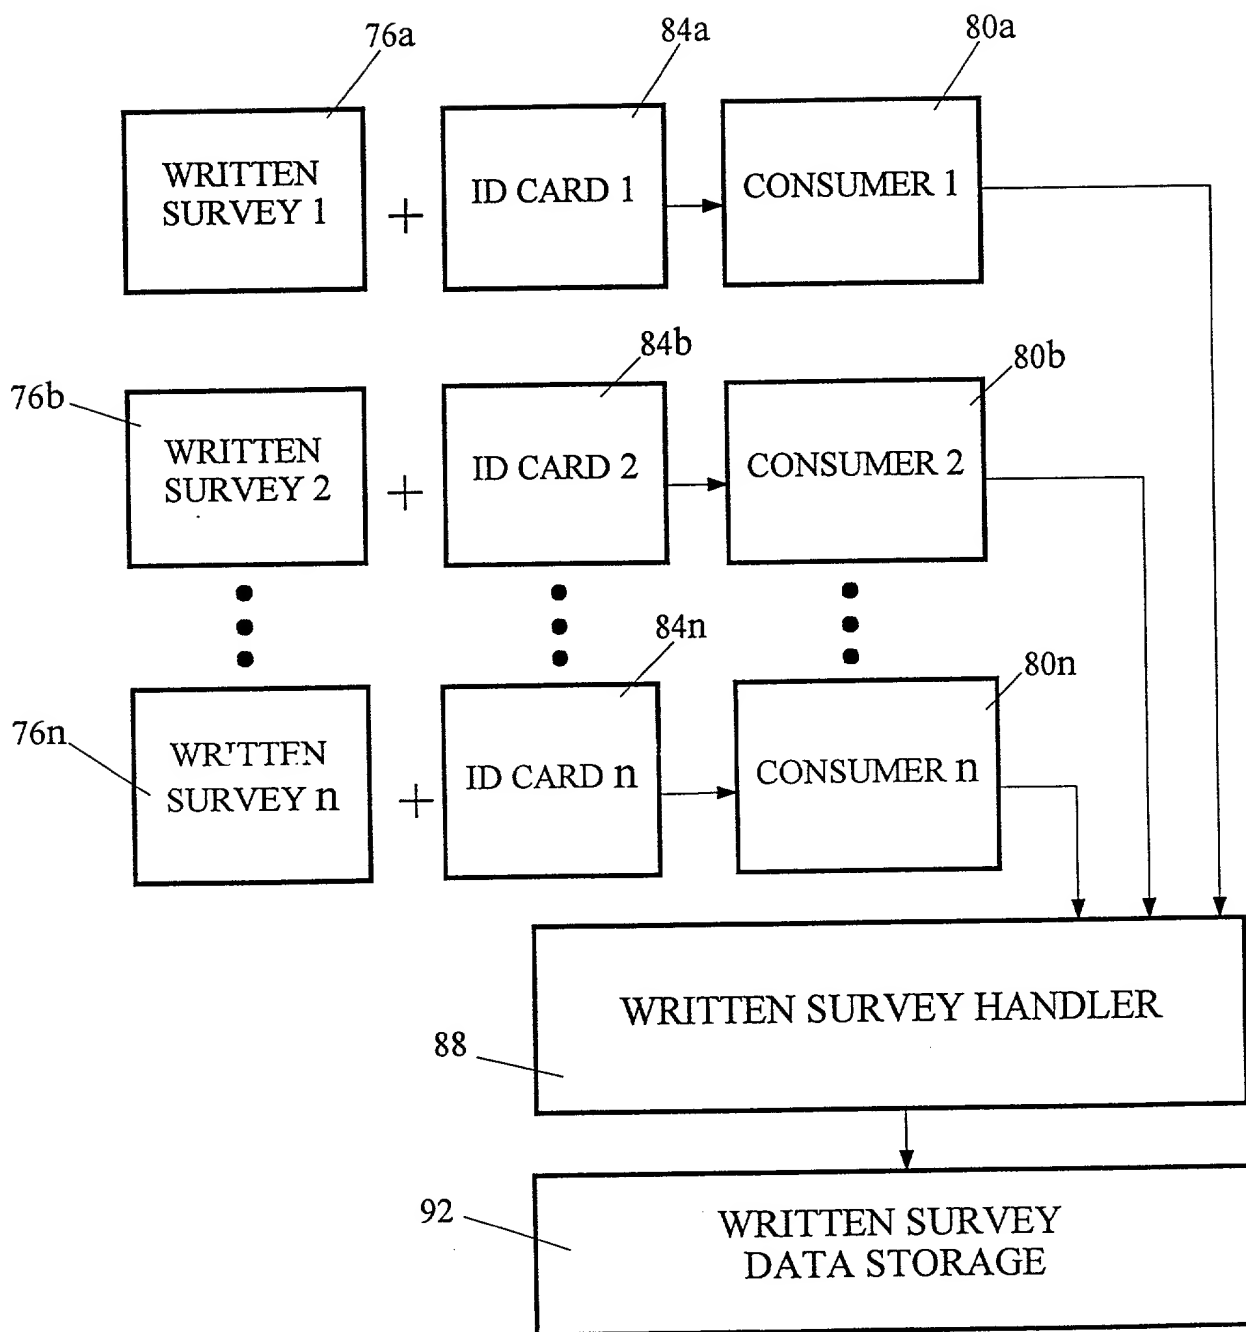 76a
84a
80a
WRITTEN
SURVEY 1
+
ID CARD 1
CONSUMER 1
76b
84b
80b
WRITTEN
SURVEY 2
+
ID CARD 2
CONSUMER 2
76n
84n
80n
WRITTEN
SURVEY n
+
ID CARD n
CONSUMER n
WRITTEN SURVEY HANDLER
88
92
WRITTEN SURVEY
DATA STORAGE